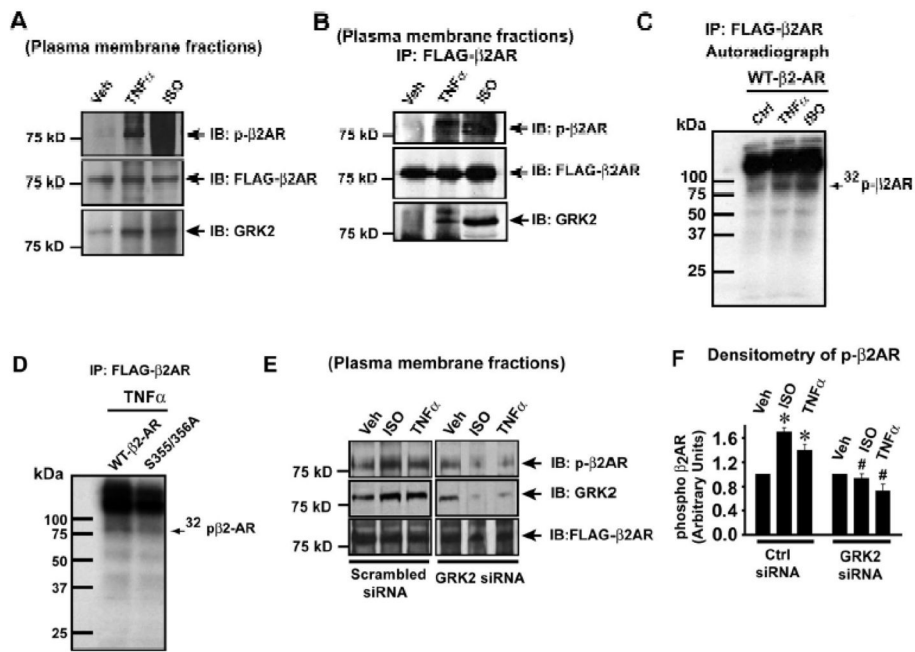 A
(Plasma membrane fractions)
Veh TNFα ISO
75 kD
IB: p-β2AR
75 kD
IB: FLAG-β2AR
75 kD
IB: GRK2
B
(Plasma membrane fractions)
IP: FLAG-β2AR
Veh TNFα ISO
75 kD
IB: p-β2AR
75 kD
IB: FLAG-β2AR
75 kD
IB: GRK2
C
IP: FLAG-β2AR
Autoradiograph
WT-β2-AR
Ctrl TNFα ISO
kDa
100
75
50
37
25
32 p-β2AR
D
IP: FLAG-β2AR
TNFα
WT-β2-AR S355/356A
kDa
100
75
50
37
25
32 pβ2-AR
E
(Plasma membrane fractions)
Veh ISO TNFα Veh ISO TNFα
75 kD
IB: p-β2AR
75 kD
IB: GRK2
75 kD
IB:FLAG-β2AR
Scrambled siRNA
GRK2 siRNA
F
Densitometry of p-β2AR
phospho β2AR
(Arbitrary Units)
1.6
1.2
0.8
0.4
0.0
Veh ISO TNFα Veh ISO TNFα
* * # #
Ctrl
siRNA
GRK2 siRNA